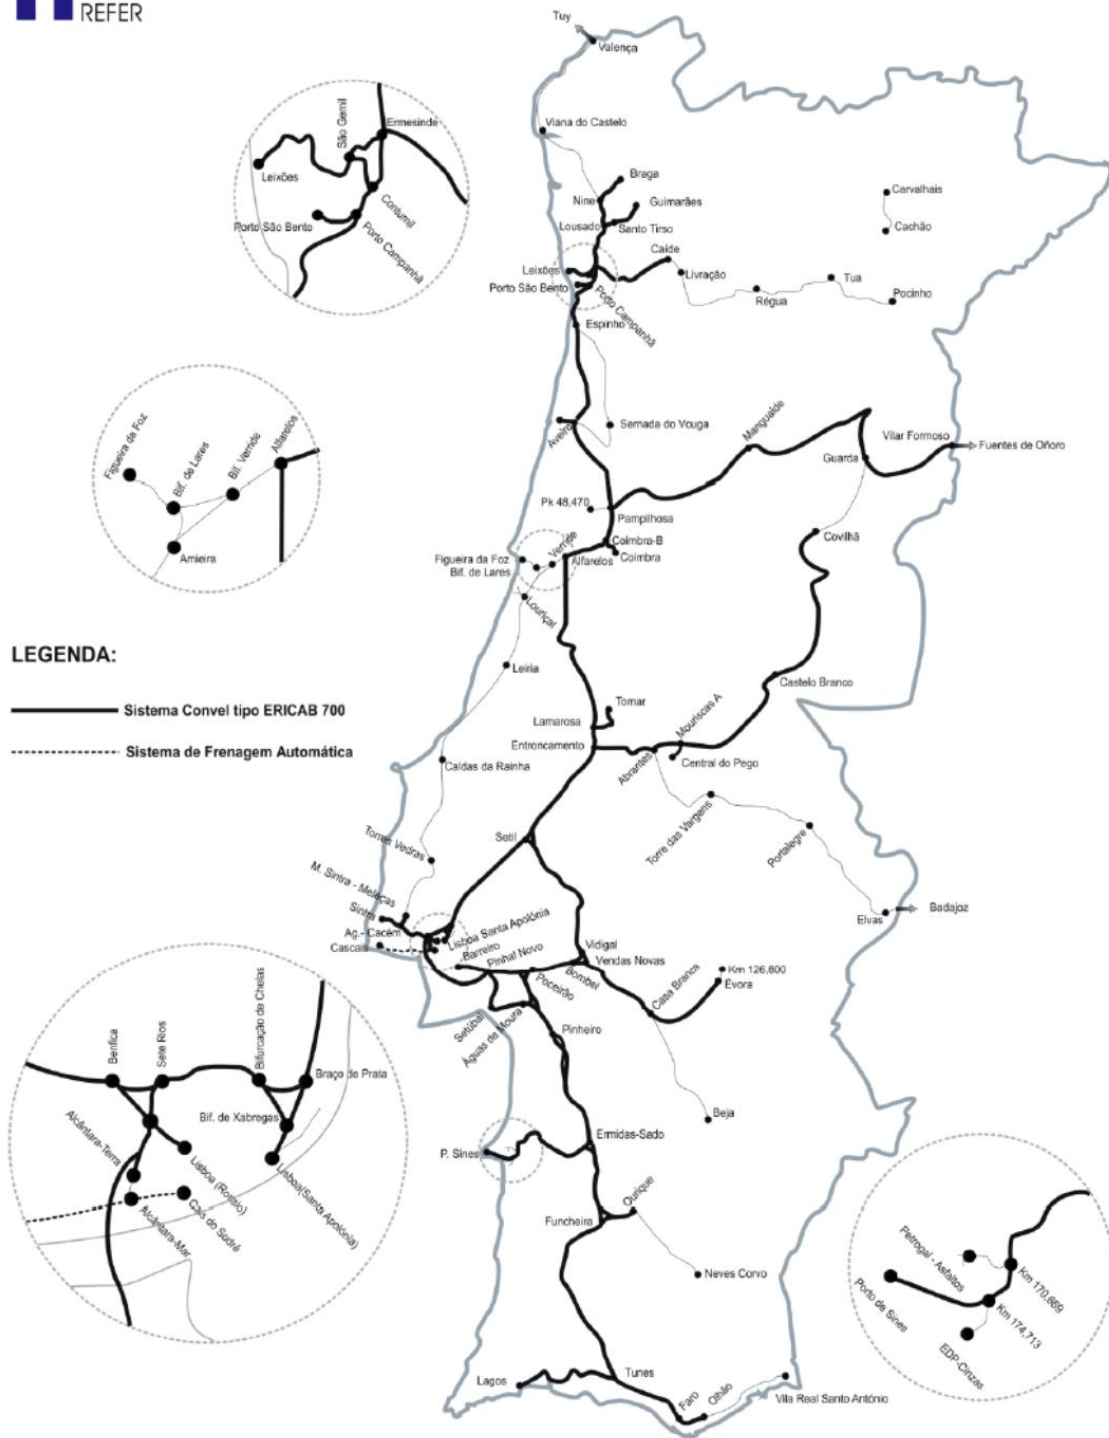 REFER
Tuy
Valença
Viana do Castelo
Braga
Nine
Guimarães
Lousado
Santo Tirso
Caíde
Leixões
Livração
Porto São Bento
Porto Campanhã
Régua
Tua
Pocinho
Carvalhais
Cachão
Espinho
Aveiro
Sernada do Vouga
Mangualde
Vilar Formoso
Fuentes de Oñoro
Guarda
Pk 48,470
Pampilhosa
Covilhã
Coimbra-B
Coimbra
Verride
Alfarelos
Figueira da Foz
Bif. de Lares
Louriçal
Leiria
Castelo Branco
Tomar
Lamarosa
Mouriscas A
Entroncamento
Abrantes
Central do Pego
Caldas da Rainha
Torre das Vargens
Portalegre
Setil
Torres Vedras
Elvas
Badajoz
M. Sintra - Meleças
Sintra
Ag.- Cacém
Cascais
Lisboa Santa Apolónia
Barreiro
Pinhal Novo
Vidigal
Vendas Novas
Bombel
Poceirão
Casa Branca
Km 126,800
Évora
Setúbal
Águas de Moura
Pinheiro
Beja
Ermidas-Sado
P. Sines
Ourique
Funcheira
Neves Corvo
Tunes
Lagos
Faro
Olhão
Vila Real Santo António
São Gemil
Ermesinde
Leixões
Contumil
Porto São Bento
Porto Campanhã
Figueira da Foz
Bif. de Lares
Bif. Verride
Alfarelos
Amieira
LEGENDA:
Sistema Convel tipo ERICAB 700
Sistema de Frenagem Automática
Benfica
Sete Rios
Bifurcação de Chelas
Braço de Prata
Bif. de Xabregas
Alcântara-Terra
Lisboa (Rossio)
Lisboa(Santa Apolónia)
Cais do Sodré
Alcântara-Mar
Petrogal - Asfaltos
Km 170,669
Porto de Sines
Km 174,713
EDP-Cinzas